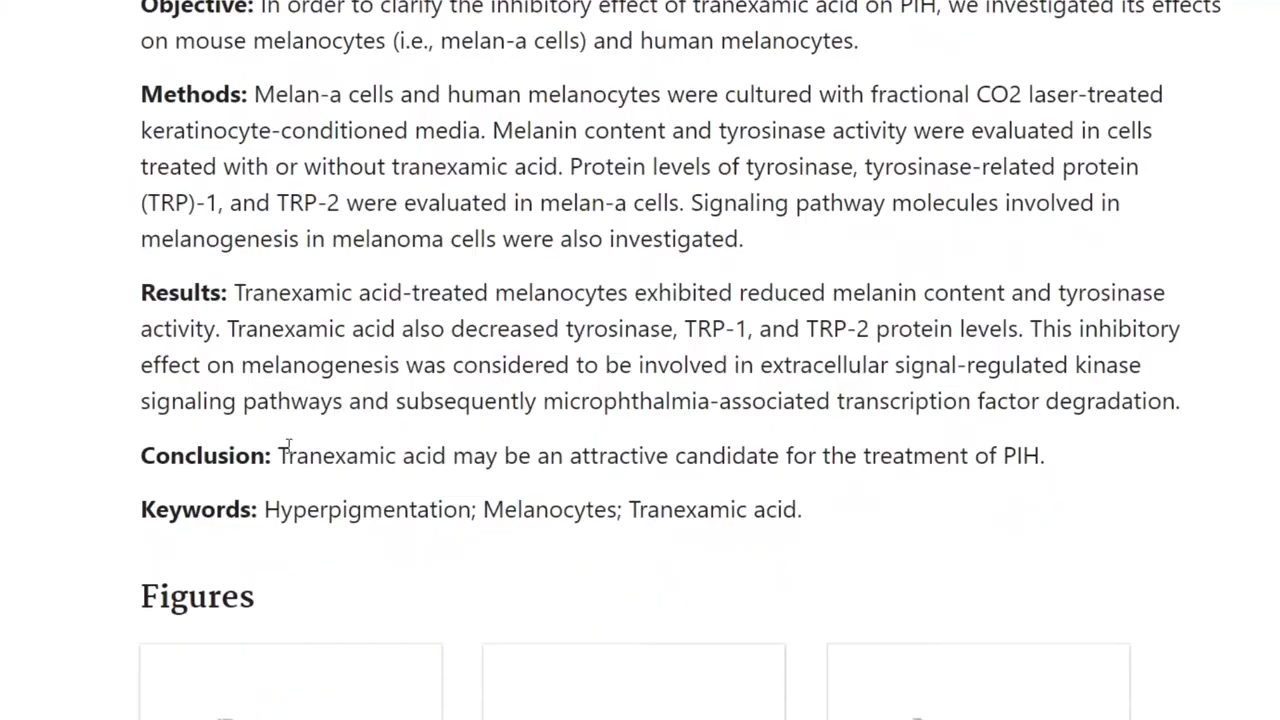 Objective: In order to clarify the inhibitory effect of tranexamic acid on PIH, we investigated its effects
on mouse melanocytes (i.e., melan-a cells) and human melanocytes.
Methods: Melan-a cells and human melanocytes were cultured with fractional CO2 laser-treated
keratinocyte-conditioned media. Melanin content and tyrosinase activity were evaluated in cells
treated with or without tranexamic acid. Protein levels of tyrosinase, tyrosinase-related protein
(TRP)-1, and TRP-2 were evaluated in melan-a cells. Signaling pathway molecules involved in
melanogenesis in melanoma cells were also investigated.
Results: Tranexamic acid-treated melanocytes exhibited reduced melanin content and tyrosinase
activity. Tranexamic acid also decreased tyrosinase, TRP-1, and TRP-2 protein levels. This inhibitory
effect on melanogenesis was considered to be involved in extracellular signal-regulated kinase
signaling pathways and subsequently microphthalmia-associated transcription factor degradation.
Conclusion: Tranexamic acid may be an attractive candidate for the treatment of PIH.
Keywords: Hyperpigmentation; Melanocytes; Tranexamic acid.
Figures